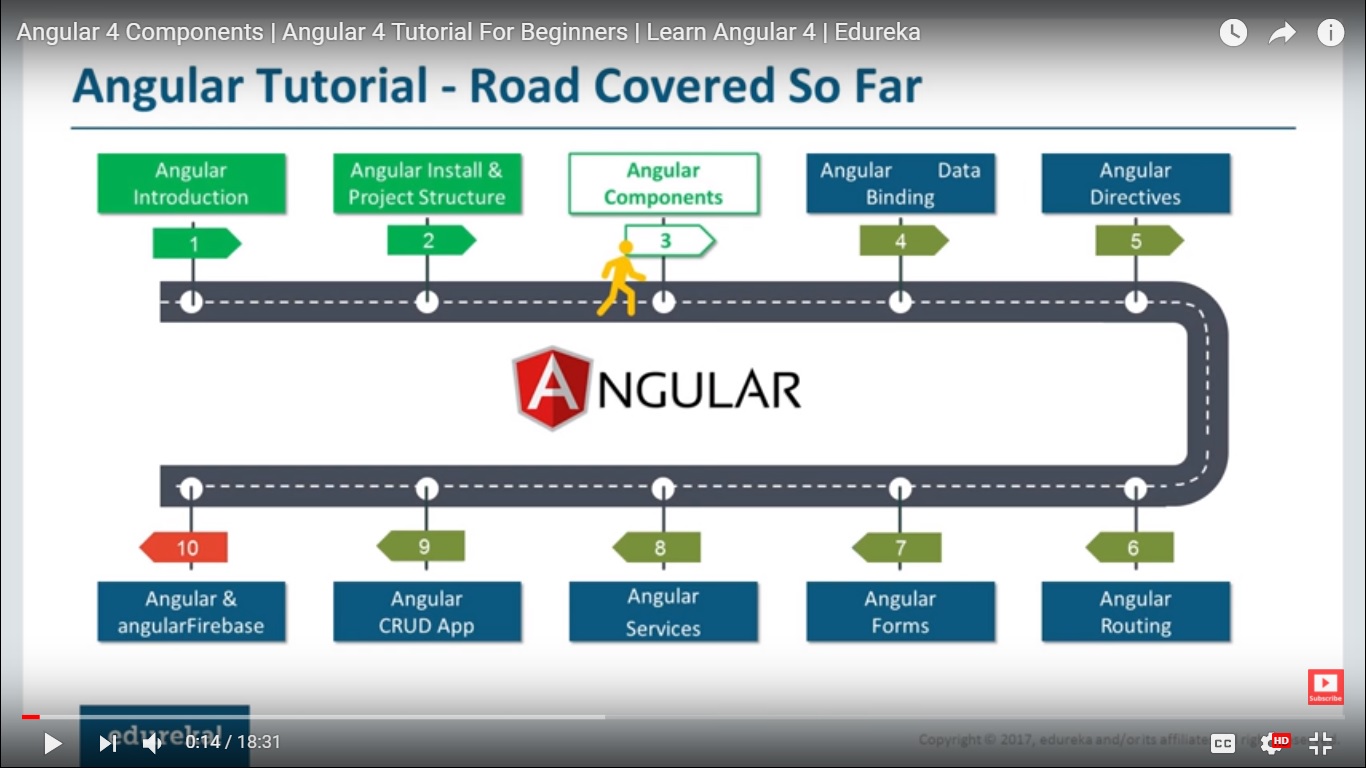 Angular 4 Components | Angular 4 Tutorial For Beginners | Learn Angular 4 | Edureka
Angular Tutorial - Road Covered So Far
Angular
Introduction
Angular Install &
Project Structure
Angular
Components
Angular Data
Binding
Angular
Directives
1
2
3
4
5
ANGULAR
10
9
8
7
6
Angular &
angularFirebase
Angular
CRUD App
Angular
Services
Angular
Forms
Angular
Routing
Subscribe
edureka!
0:14 / 18:31
Copyright © 2017, edureka and/or its
CC
HD